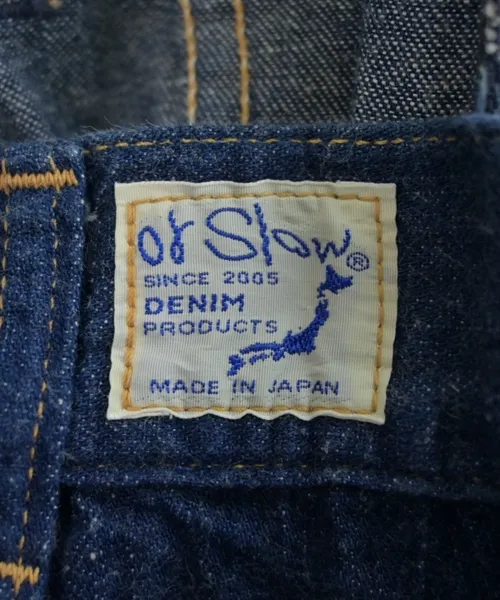 or Slow®
SINCE 2005
DENIM
PRODUCTS
MADE IN JAPAN